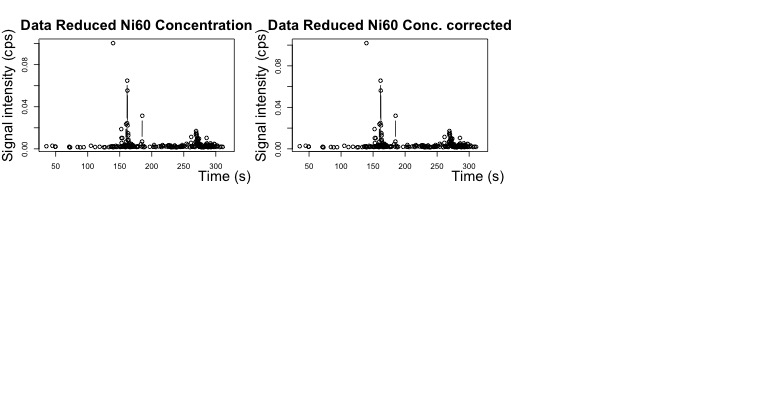 Data Reduced Ni60 Concentration
Signal intensity (cps)
0.00 0.04 0.08
50 100 150 200 250 300
Time (s)
Data Reduced Ni60 Conc. corrected
Signal intensity (cps)
0.00 0.04 0.08
50 100 150 200 250 300
Time (s)